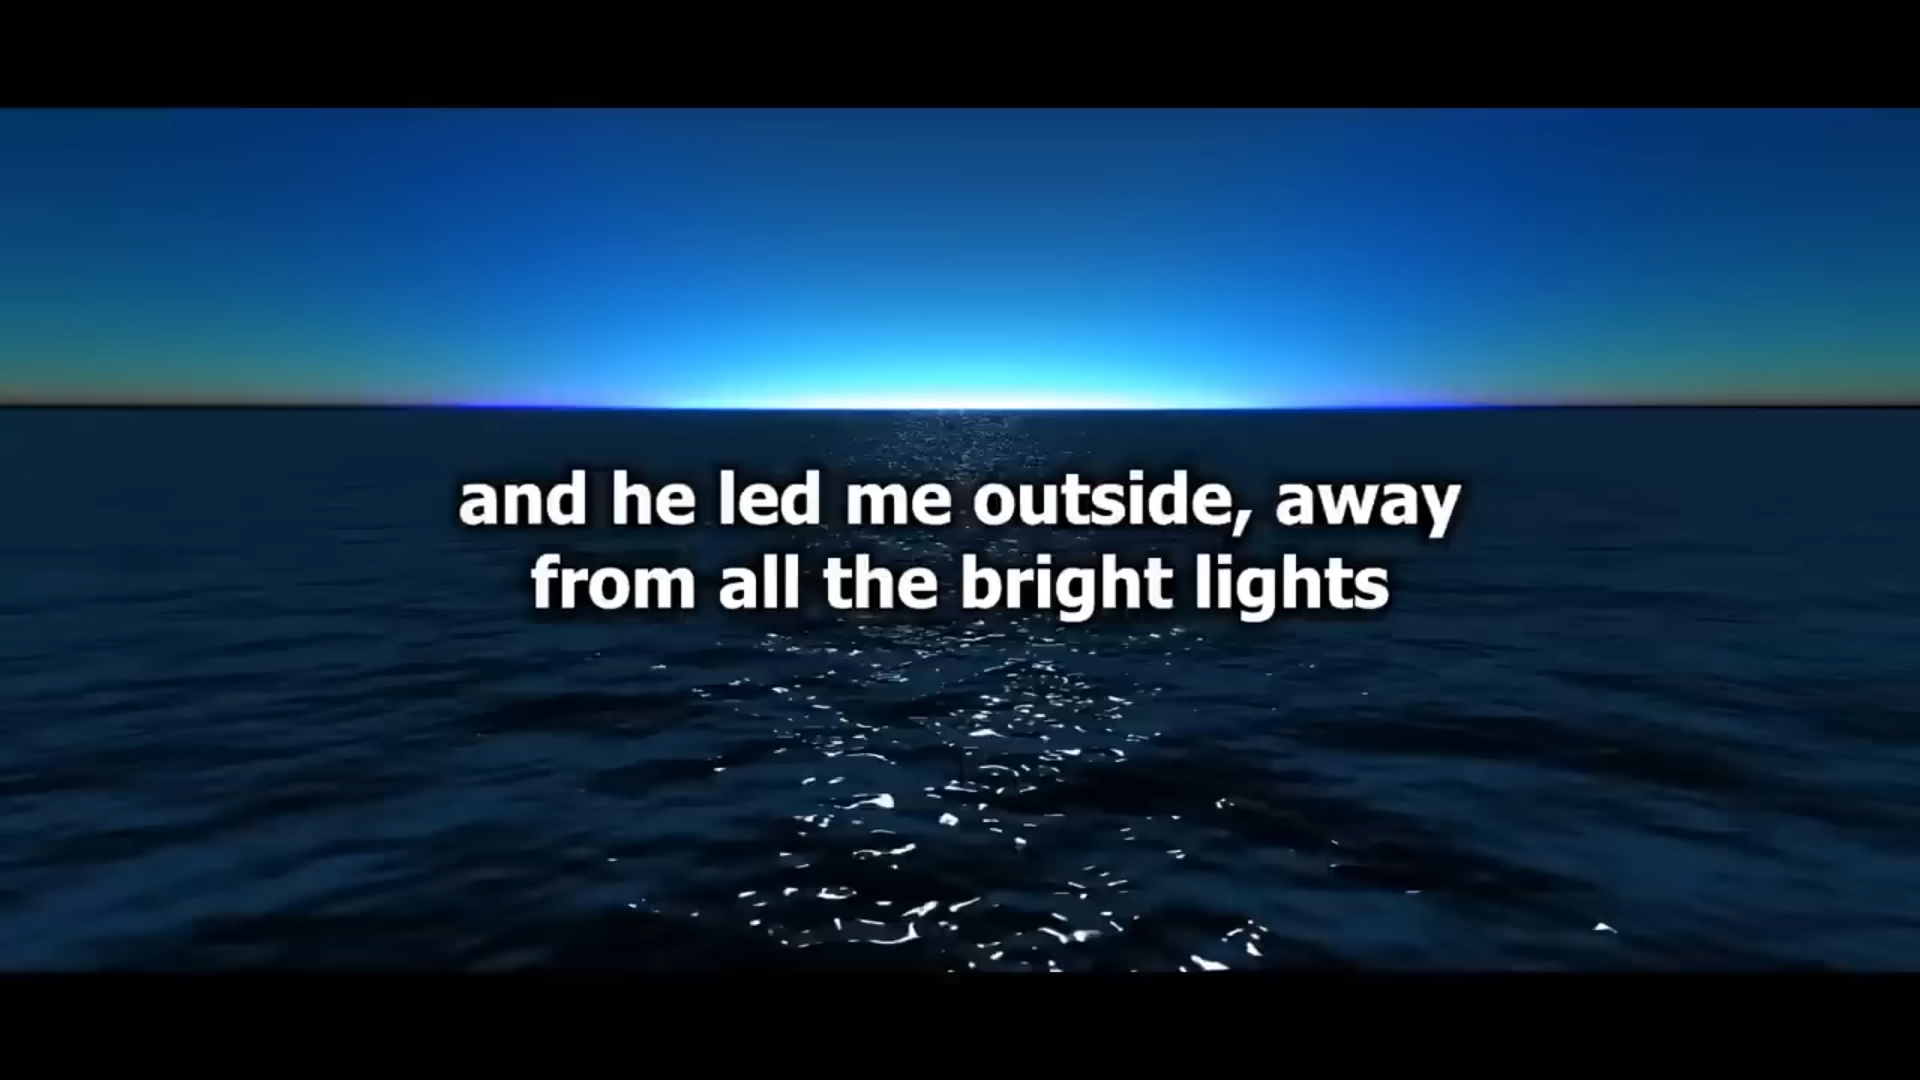 and he led me outside, away
from all the bright lights